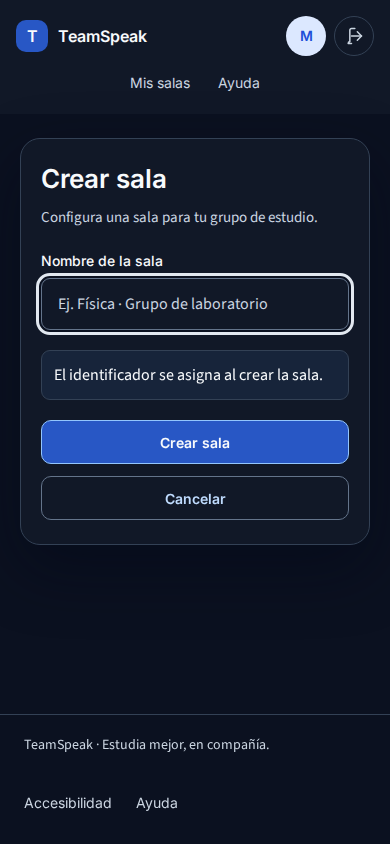 T TeamSpeak M
Mis salas Ayuda
Crear sala
Configura una sala para tu grupo de estudio.
Nombre de la sala
Ej. Física · Grupo de laboratorio
El identificador se asigna al crear la sala.
Crear sala
Cancelar
TeamSpeak · Estudia mejor, en compañía.
Accesibilidad Ayuda